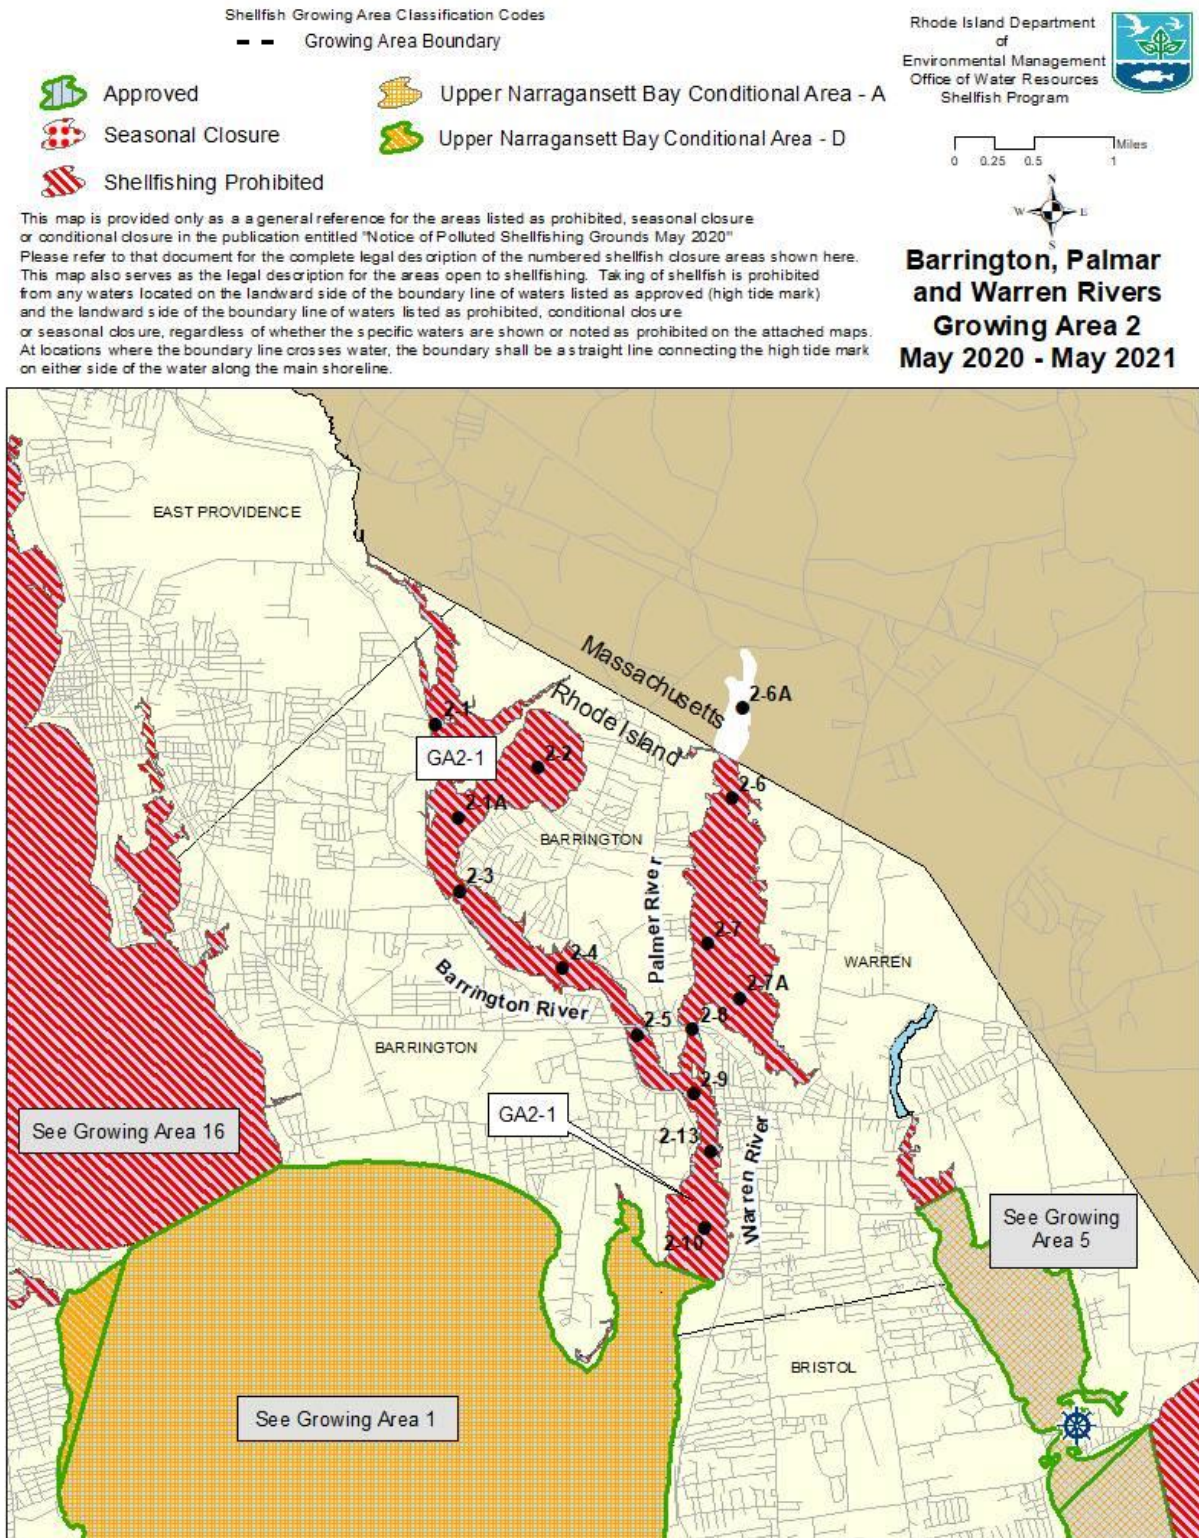 Shellfish Growing Area Classification Codes
Growing Area Boundary
Approved
Seasonal Closure
Shellfishing Prohibited
Upper Narragansett Bay Conditional Area - A
Upper Narragansett Bay Conditional Area - D
Rhode Island Department
of
Environmental Management
Office of Water Resources
Shellfish Program
Miles
0 0.25 0.5 1
N
W E
S
This map is provided only as a a general reference for the areas listed as prohibited, seasonal closure
or conditional closure in the publication entitled "Notice of Polluted Shellfishing Grounds May 2020"
Please refer to that document for the complete legal description of the numbered shellfish closure areas shown here.
This map also serves as the legal description for the areas open to shellfishing. Taking of shellfish is prohibited
from any waters located on the landward side of the boundary line of waters listed as approved (high tide mark)
and the landward side of the boundary line of waters listed as prohibited, conditional closure
or seasonal closure, regardless of whether the specific waters are shown or noted as prohibited on the attached maps.
At locations where the boundary line crosses water, the boundary shall be a straight line connecting the high tide mark
on either side of the water along the main shoreline.
Barrington, Palmar
and Warren Rivers
Growing Area 2
May 2020 - May 2021
EAST PROVIDENCE
Massachusetts
Rhode Island
2-6A
2-1
GA2-1
2-2
2-6
2-1A
BARRINGTON
2-3
Palmer River
2-7
2-4
WARREN
Barrington River
2-7A
2-8
2-5
BARRINGTON
2-9
GA2-1
See Growing Area 16
2-13
Warren River
2-10
See Growing
Area 5
BRISTOL
See Growing Area 1